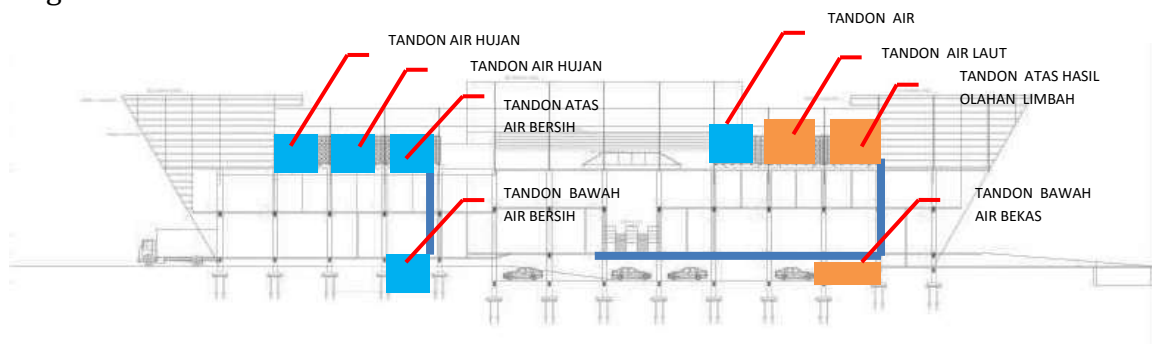 TANDON AIR
TANDON AIR HUJAN
TANDON AIR LAUT
TANDON AIR HUJAN
TANDON ATAS HASIL
OLAHAN LIMBAH
TANDON ATAS
AIR BERSIH
TANDON BAWAH
AIR BERSIH
TANDON BAWAH
AIR BEKAS